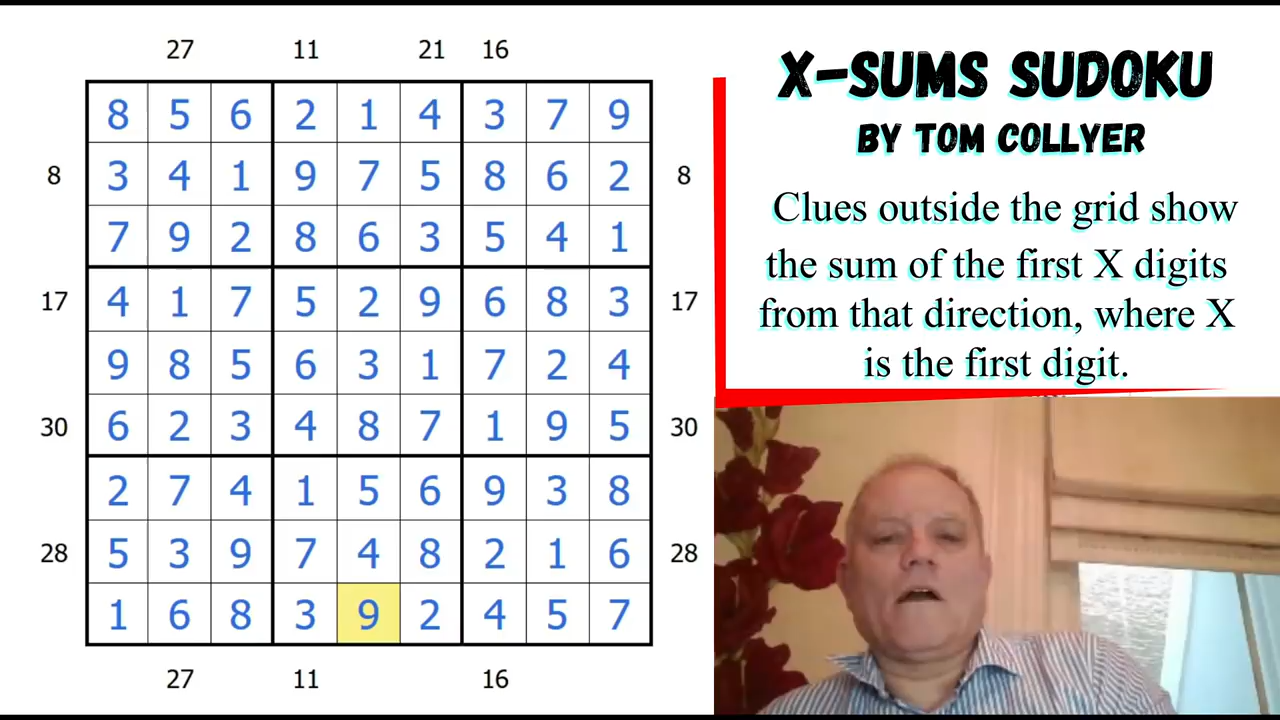 27 11 21 16
X-SUMS SUDOKU
BY TOM COLLYER
Clues outside the grid show
the sum of the first X digits
from that direction, where X
is the first digit.
8 5 6 2 1 4 3 7 9
8 3 4 1 9 7 5 8 6 2 8
7 9 2 8 6 3 5 4 1
17 4 1 7 5 2 9 6 8 3 17
9 8 5 6 3 1 7 2 4
30 6 2 3 4 8 7 1 9 5 30
2 7 4 1 5 6 9 3 8
28 5 3 9 7 4 8 2 1 6 28
1 6 8 3 9 2 4 5 7
27 11 16